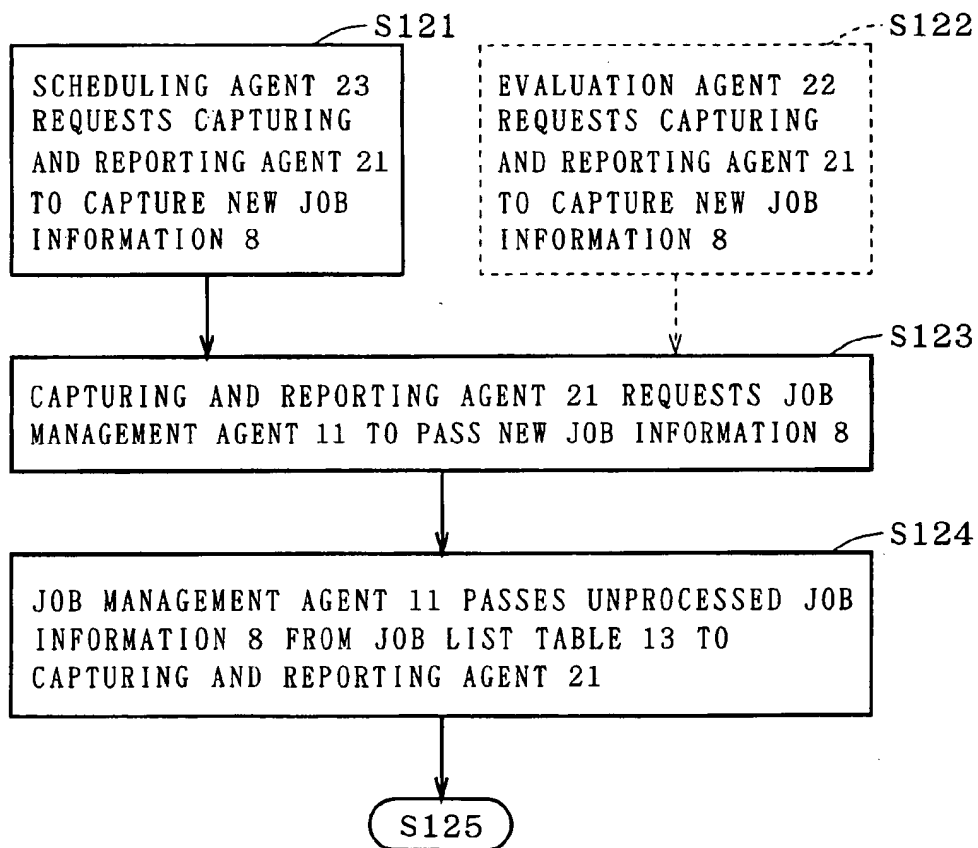 S121
SCHEDULING AGENT 23
REQUESTS CAPTURING
AND REPORTING AGENT 21
TO CAPTURE NEW JOB
INFORMATION 8
S122
EVALUATION AGENT 22
REQUESTS CAPTURING
AND REPORTING AGENT 21
TO CAPTURE NEW JOB
INFORMATION 8
S123
CAPTURING AND REPORTING AGENT 21 REQUESTS JOB
MANAGEMENT AGENT 11 TO PASS NEW JOB INFORMATION 8
S124
JOB MANAGEMENT AGENT 11 PASSES UNPROCESSED JOB
INFORMATION 8 FROM JOB LIST TABLE 13 TO
CAPTURING AND REPORTING AGENT 21
S125